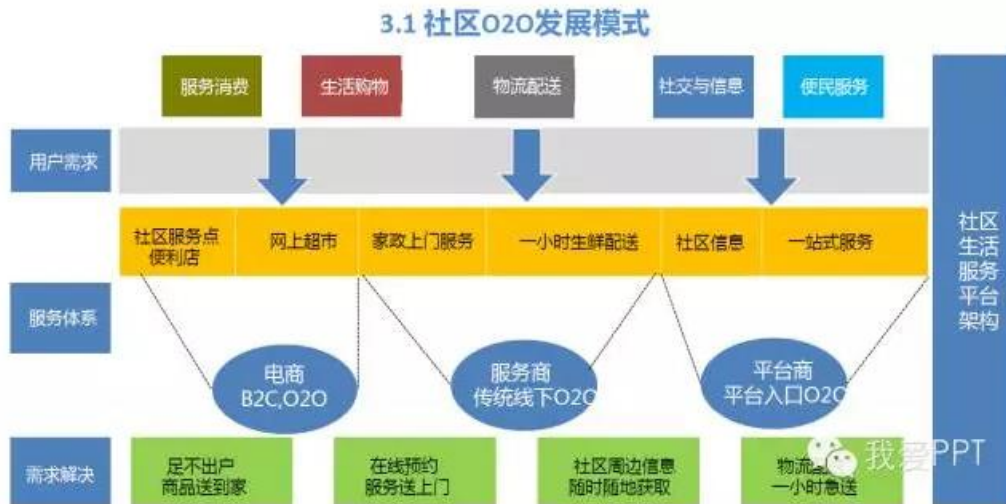 3.1 社区O2O发展模式
服务消费
生活购物
物流配送
社交与信息
便民服务
用户需求
社区服务点
便利店
网上超市
家政上门服务
一小时生鲜配送
社区信息
一站式服务
社区
生活
服务
平台
架构
服务体系
电商
B2C,O2O
服务商
传统线下O2O
平台商
平台入口O2O
需求解决
足不出户
商品送到家
在线预约
服务送上门
社区周边信息
随时随地获取
物流
一小时急送
我爱PPT